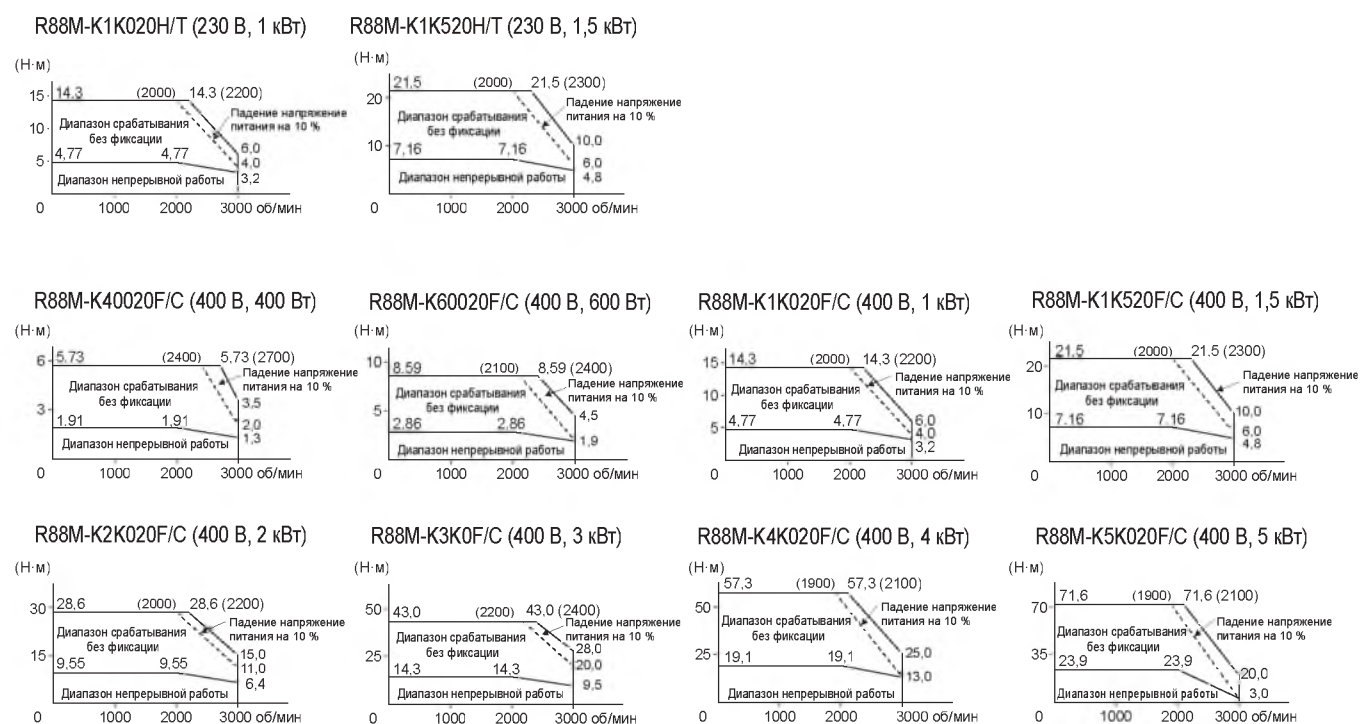 R88M-K1K020H/T (230 В, 1 кВт)
(Н·м)
15
14.3
(2000)
14.3 (2200)
Падение напряжение
питания на 10 %
10
Диапазон срабатывания
без фиксации
6,0
5
4,77
4,77
4,0
Диапазон непрерывной работы
3,2
0
1000
2000
3000 об/мин
R88M-K1K520H/T (230 В, 1,5 кВт)
(Н·м)
20
21,5
(2000)
21,5 (2300)
Падение напряжение
питания на 10 %
Диапазон срабатывания
без фиксации
10
10,0
7,16
7,16
6,0
Диапазон непрерывной работы
4,8
0
1000
2000
3000 об/мин
R88M-K40020F/C (400 В, 400 Вт)
(Н·м)
6
5.73
(2400)
5,73 (2700)
Падение напряжение
питания на 10 %
Диапазон срабатывания
без фиксации
3
3,5
1.91
1,91
2,0
Диапазон непрерывной работы
1,3
0
1000
2000
3000 об/мин
R88M-K60020F/C (400 В, 600 Вт)
(Н·м)
10
8.59
(2100)
8,59 (2400)
Падение напряжение
питания на 10 %
Диапазон срабатывания
без фиксации
5
4,5
2.86
2,86
1,9
Диапазон непрерывной работы
0
1000
2000
3000 об/мин
R88M-K1K020F/C (400 В, 1 кВт)
(Н·м)
15
14,3
(2000)
14,3 (2200)
Падение напряжение
питания на 10 %
10
Диапазон срабатывания
без фиксации
6,0
5
4,77
4,77
4,0
Диапазон непрерывной работы
3,2
0
1000
2000
3000 об/мин
R88M-K1K520F/C (400 В, 1,5 кВт)
(Н·м)
20
21.5
(2000)
21.5 (2300)
Падение напряжение
питания на 10 %
Диапазон срабатывания
без фиксации
10
10,0
7.16
7.16
6,0
Диапазон непрерывной работы
4,8
0
1000
2000
3000 об/мин
R88M-K2K020F/C (400 В, 2 кВт)
(Н·м)
30
28,6
(2000)
28,6 (2200)
Падение напряжение
питания на 10 %
Диапазон срабатывания
без фиксации
15
15,0
9,55
9,55
11,0
Диапазон непрерывной работы
6,4
0
1000
2000
3000 об/мин
R88M-K3K0F/C (400 В, 3 кВт)
(Н·м)
50
43,0
(2200)
43,0 (2400)
Падение напряжение
питания на 10 %
Диапазон срабатывания
без фиксации
25
28,0
14,3
14,3
20,0
Диапазон непрерывной работы
9,5
0
1000
2000
3000 об/мин
R88M-K4K020F/C (400 В, 4 кВт)
(Н·м)
57,3
(1900)
57,3 (2100)
50
Падение напряжение
питания на 10 %
Диапазон срабатывания
без фиксации
25
19,1
19,1
25,0
13,0
Диапазон непрерывной работы
0
1000
2000
3000 об/мин
R88M-K5K020F/C (400 В, 5 кВт)
(Н·м)
70
71,6
(1900)
71,6 (2100)
Падение напряжение
питания на 10 %
Диапазон срабатывания
без фиксации
35
23,9
23,9
20,0
Диапазон непрерывной работы
3,0
0
1000
2000
3000 об/мин